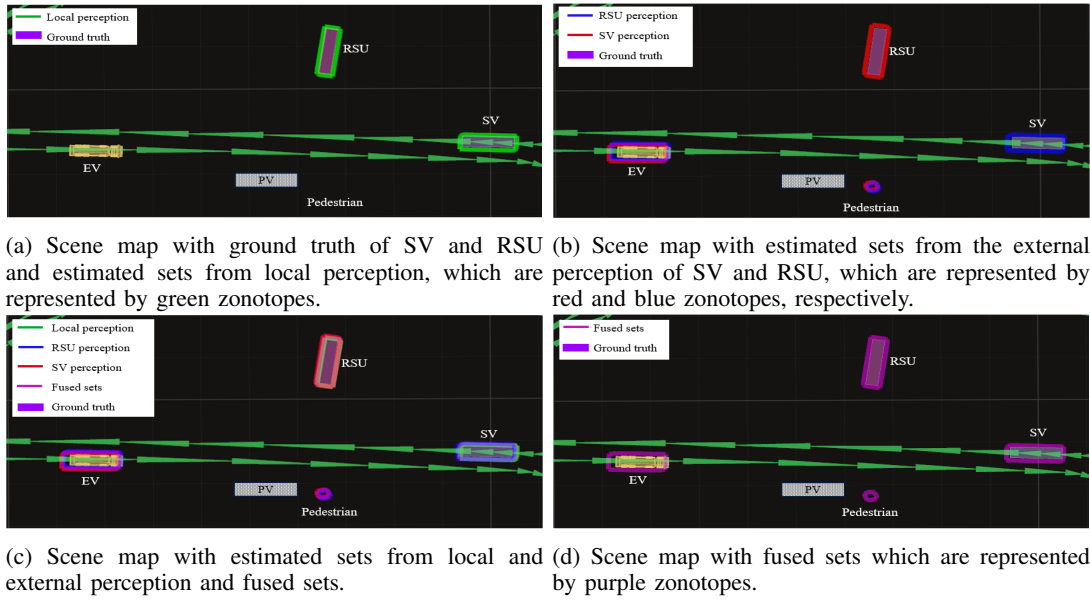 Local perception
Ground truth
RSU
SV
EV
PV
Pedestrian
RSU perception
SV perception
Ground truth
RSU
SV
EV
PV
Pedestrian
(a) Scene map with ground truth of SV and RSU
and estimated sets from local perception, which are
represented by green zonotopes.
(b) Scene map with estimated sets from the external
perception of SV and RSU, which are represented by
red and blue zonotopes, respectively.
Local perception
RSU perception
SV perception
Fused sets
Ground truth
RSU
SV
EV
PV
Pedestrian
Fused sets
Ground truth
RSU
SV
EV
PV
Pedestrian
(c) Scene map with estimated sets from local and
external perception and fused sets.
(d) Scene map with fused sets which are represented
by purple zonotopes.